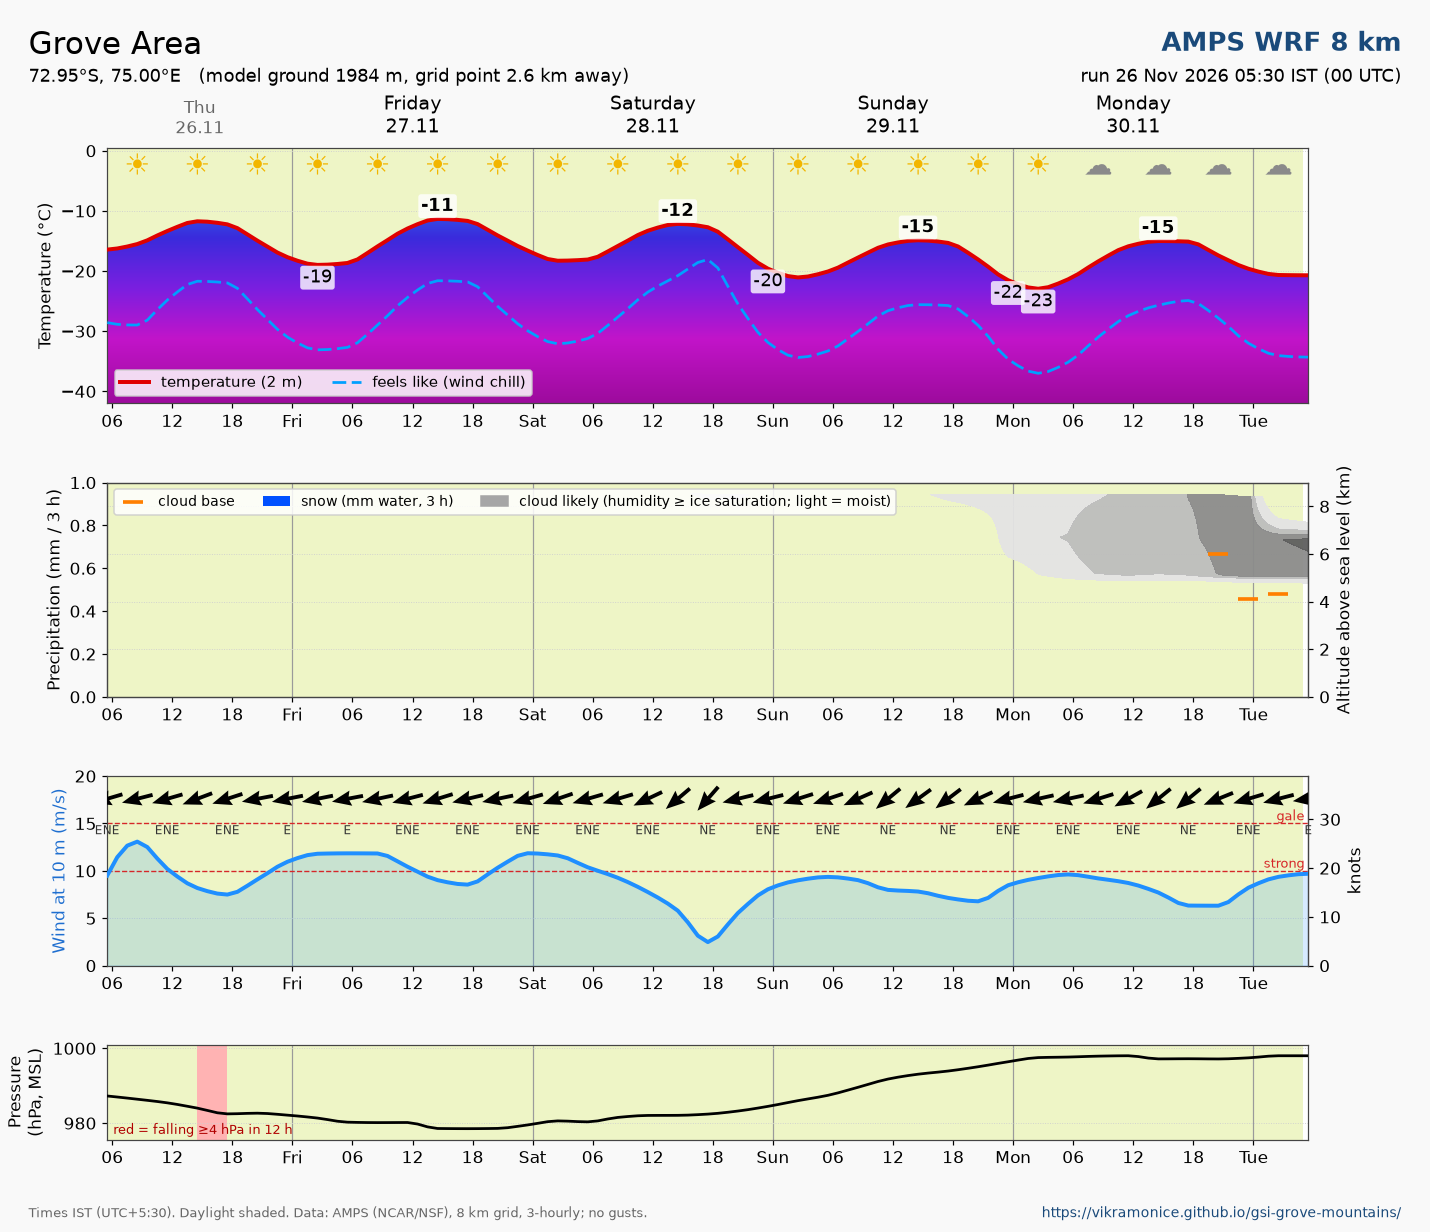 Grove Area
AMPS WRF 8 km
72.95°S, 75.00°E (model ground 1984 m, grid point 2.6 km away)
run 26 Nov 2026 05:30 IST (00 UTC)
Thu Friday Saturday Sunday Monday
26.11 27.11 28.11 29.11 30.11
Temperature (°C)
0
−10
−20
−30
−40
-19 -11 -12 -20 -15 -22 -23 -15
temperature (2 m) feels like (wind chill)
06 12 18 Fri 06 12 18 Sat 06 12 18 Sun 06 12 18 Mon 06 12 18 Tue
Precipitation (mm / 3 h)
1.0
0.8
0.6
0.4
0.2
0.0
cloud base snow (mm water, 3 h) cloud likely (humidity ≥ ice saturation; light = moist)
8
6
4
2
0
Altitude above sea level (km)
06 12 18 Fri 06 12 18 Sat 06 12 18 Sun 06 12 18 Mon 06 12 18 Tue
Wind at 10 m (m/s)
20
15
10
5
0
ENE ENE ENE E E ENE ENE ENE ENE ENE NE ENE ENE NE NE ENE ENE ENE NE ENE E
gale
strong
30
20
10
0
knots
06 12 18 Fri 06 12 18 Sat 06 12 18 Sun 06 12 18 Mon 06 12 18 Tue
Pressure
(hPa, MSL)
1000
980
red = falling ≥4 hPa in 12 h
06 12 18 Fri 06 12 18 Sat 06 12 18 Sun 06 12 18 Mon 06 12 18 Tue
Times IST (UTC+5:30). Daylight shaded. Data: AMPS (NCAR/NSF), 8 km grid, 3-hourly; no gusts.
https://vikramonice.github.io/gsi-grove-mountains/